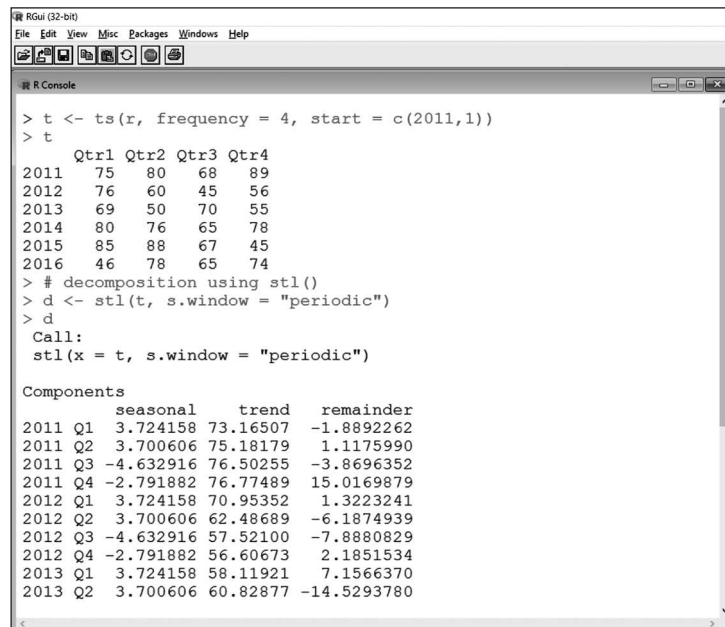 RGui (32-bit)
File Edit View Misc Packages Windows Help
R Console
> t <- ts(r, frequency = 4, start = c(2011,1))
> t
     Qtr1 Qtr2 Qtr3 Qtr4
2011   75   80   68   89
2012   76   60   45   56
2013   69   50   70   55
2014   80   76   65   78
2015   85   88   67   45
2016   46   78   65   74
> # decomposition using stl()
> d <- stl(t, s.window = "periodic")
> d
 Call:
 stl(x = t, s.window = "periodic")
Components
         seasonal    trend   remainder
2011 Q1  3.724158 73.16507  -1.8892262
2011 Q2  3.700606 75.18179   1.1175990
2011 Q3 -4.632916 76.50255  -3.8696352
2011 Q4 -2.791882 76.77489  15.0169879
2012 Q1  3.724158 70.95352   1.3223241
2012 Q2  3.700606 62.48689  -6.1874939
2012 Q3 -4.632916 57.52100  -7.8880829
2012 Q4 -2.791882 56.60673   2.1851534
2013 Q1  3.724158 58.11921   7.1566370
2013 Q2  3.700606 60.82877 -14.5293780